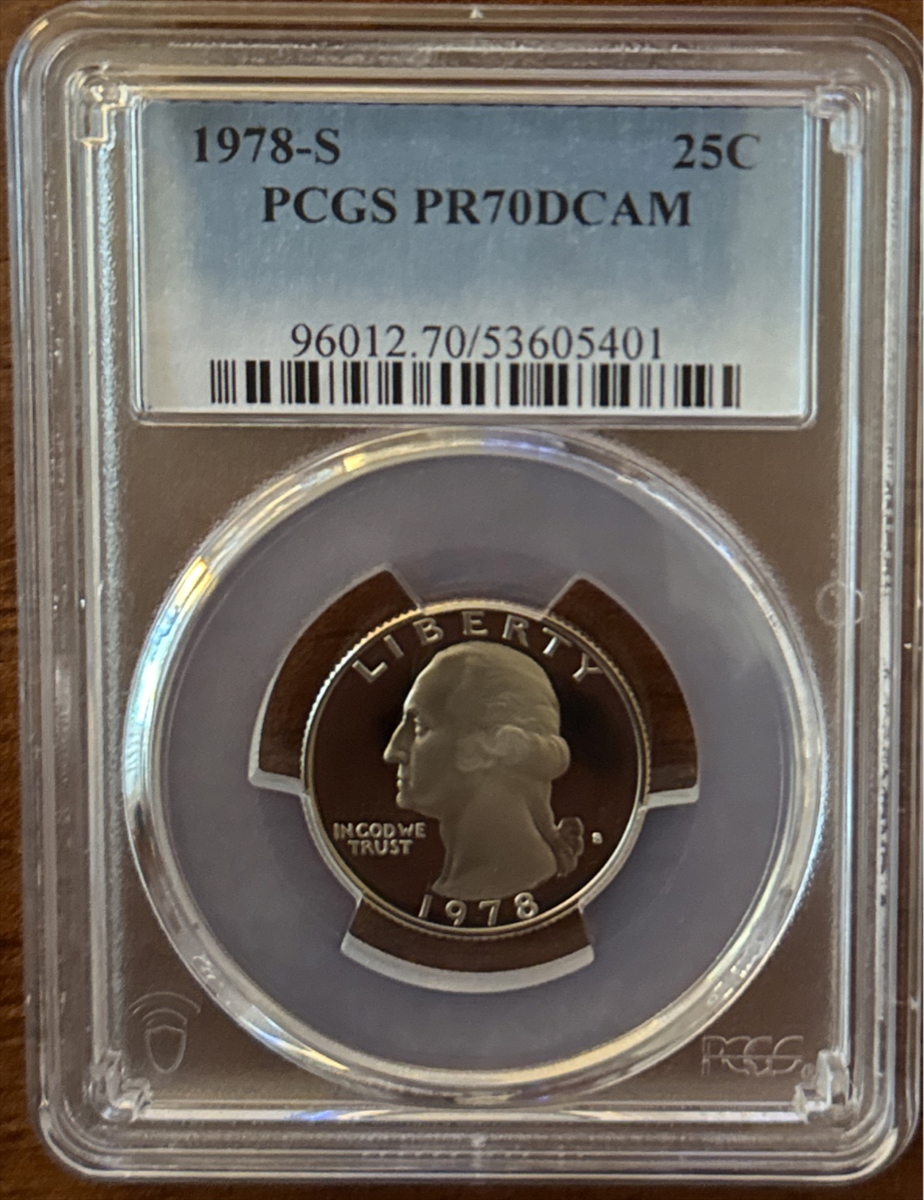 1978-S 25C
PCGS PR70DCAM
96012.70/53605401
LIBERTY
IN GOD WE
TRUST
S
1978
PCGS